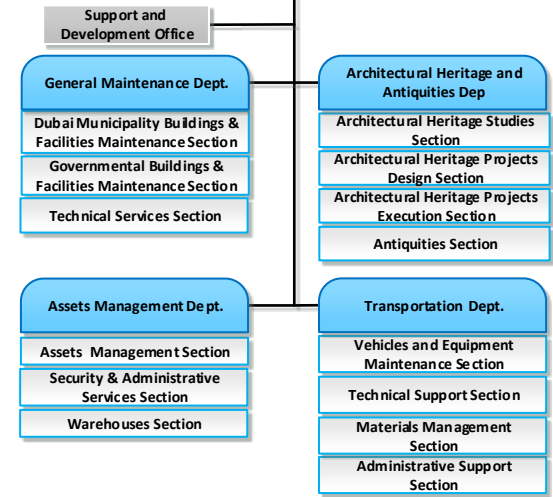 Support and
Development Office
General Maintenance Dept.
Dubai Municipality Buildings &
Facilities Maintenance Section
Governmental Buildings &
Facilities Maintenance Section
Technical Services Section
Architectural Heritage and
Antiquities Dep
Architectural Heritage Studies
Section
Architectural Heritage Projects
Design Section
Architectural Heritage Projects
Execution Section
Antiquities Section
Assets Management Dept.
Assets Management Section
Security & Administrative
Services Section
Warehouses Section
Transportation Dept.
Vehicles and Equipment
Maintenance Section
Technical Support Section
Materials Management
Section
Administrative Support
Section